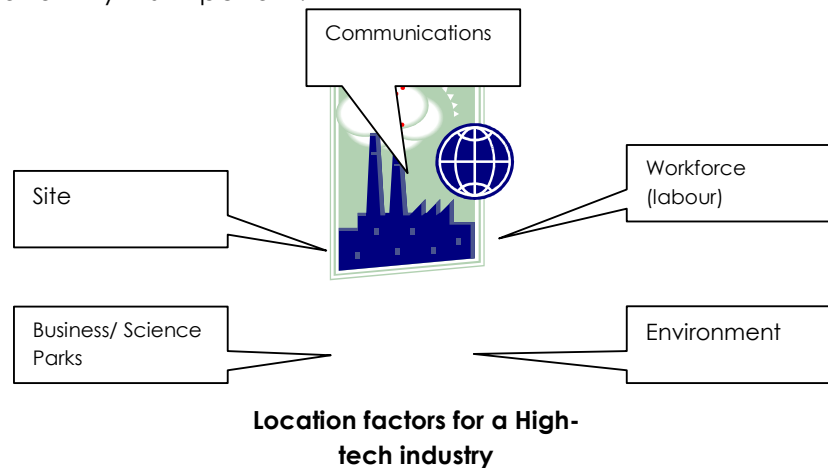 Communications
Site
Workforce
(labour)
Business/ Science
Parks
Environment
Location factors for a High-
tech industry